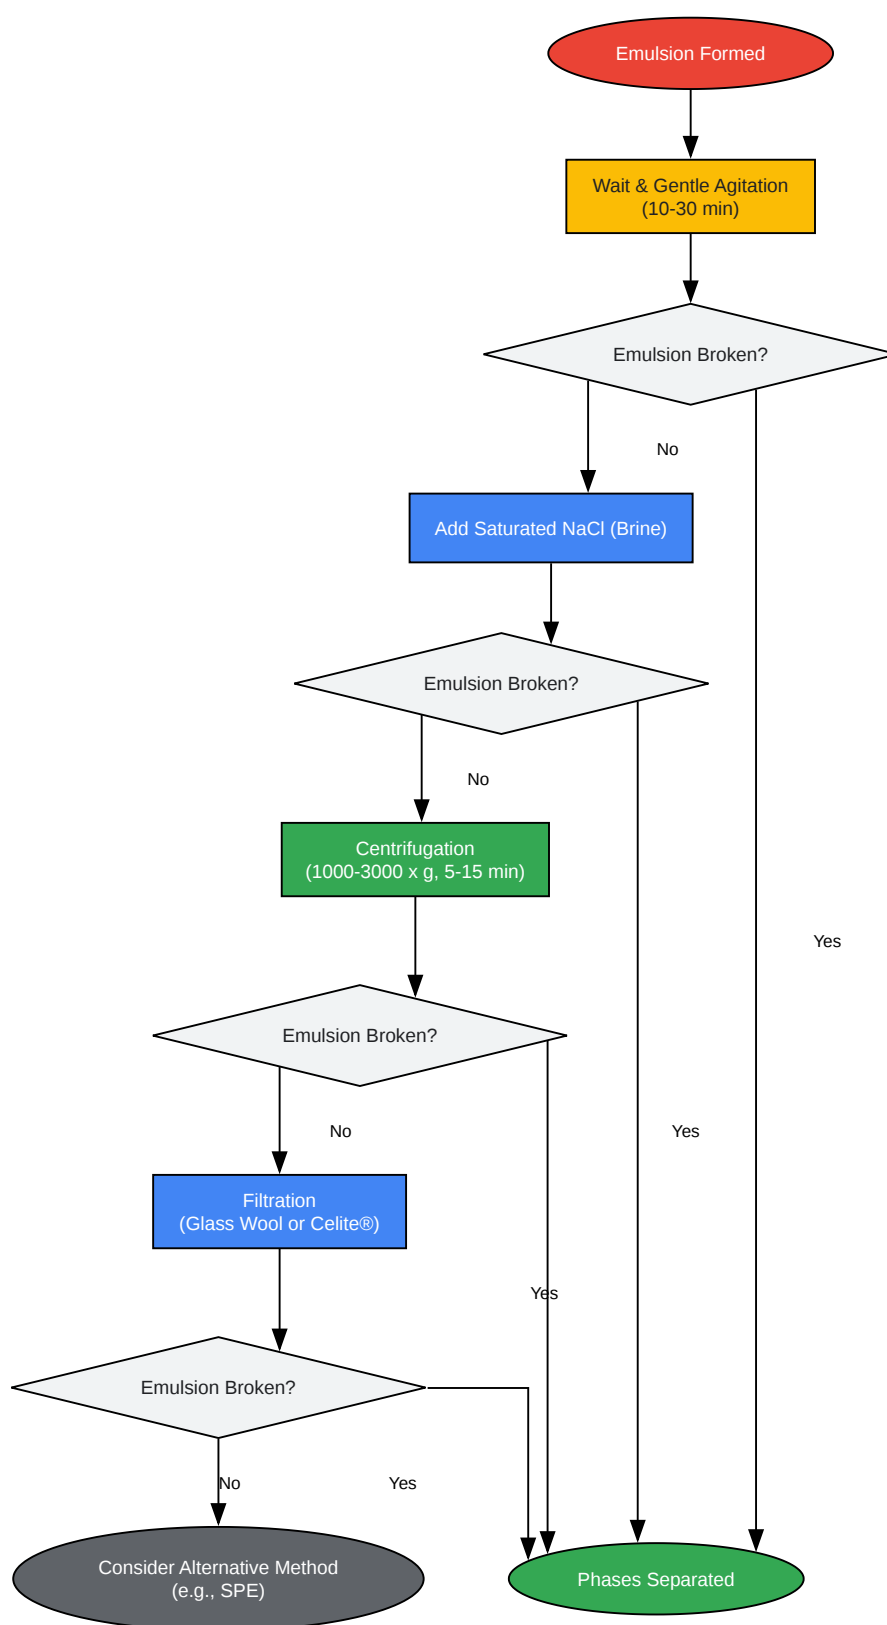 Emulsion Formed
Wait & Gentle Agitation
(10-30 min)
Emulsion Broken?
No
Add Saturated NaCl (Brine)
Emulsion Broken?
No
Centrifugation
(1000-3000 x g, 5-15 min)
Yes
Emulsion Broken?
No
Yes
Filtration
(Glass Wool or Celite®)
Yes
Emulsion Broken?
No
Yes
Consider Alternative Method
(e.g., SPE)
Phases Separated